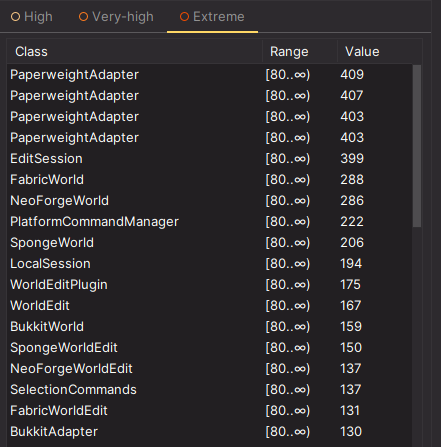 High Very-high Extreme
Class Range Value
PaperweightAdapter [80..∞) 409
PaperweightAdapter [80..∞) 407
PaperweightAdapter [80..∞) 403
PaperweightAdapter [80..∞) 403
EditSession [80..∞) 399
FabricWorld [80..∞) 288
NeoForgeWorld [80..∞) 286
PlatformCommandManager [80..∞) 222
SpongeWorld [80..∞) 206
LocalSession [80..∞) 194
WorldEditPlugin [80..∞) 175
WorldEdit [80..∞) 167
BukkitWorld [80..∞) 159
SpongeWorldEdit [80..∞) 150
NeoForgeWorldEdit [80..∞) 137
SelectionCommands [80..∞) 137
FabricWorldEdit [80..∞) 131
BukkitAdapter [80..∞) 130